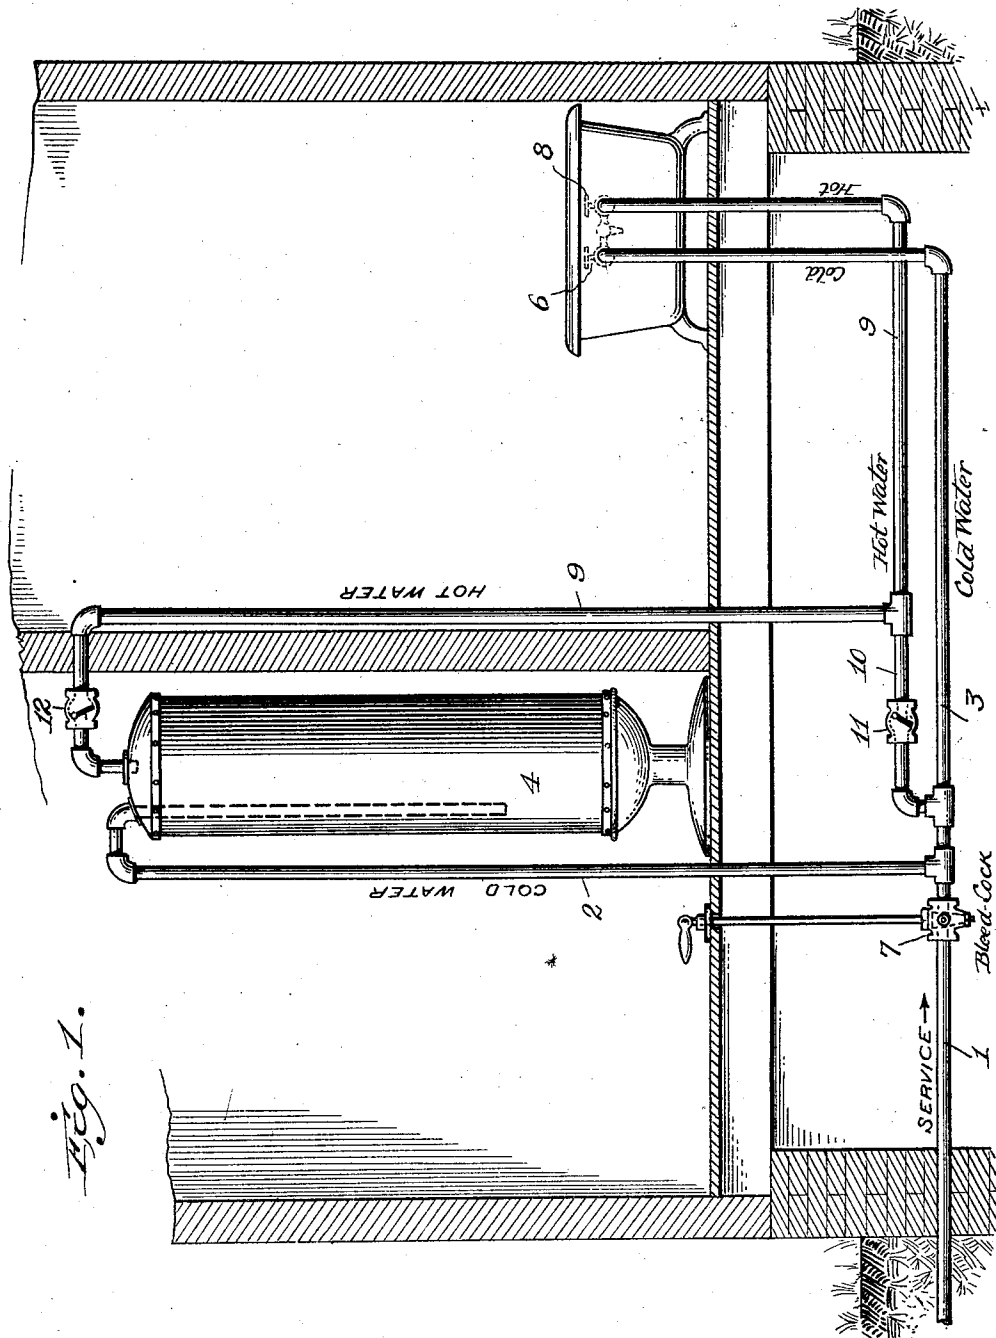 Fig. 1.
12
HOT WATER
9
4
COLD WATER
2
8
6
Hot
Cold
9
Hot Water
Cold Water
10
11
3
7
Bleed-Cock
SERVICE→
1